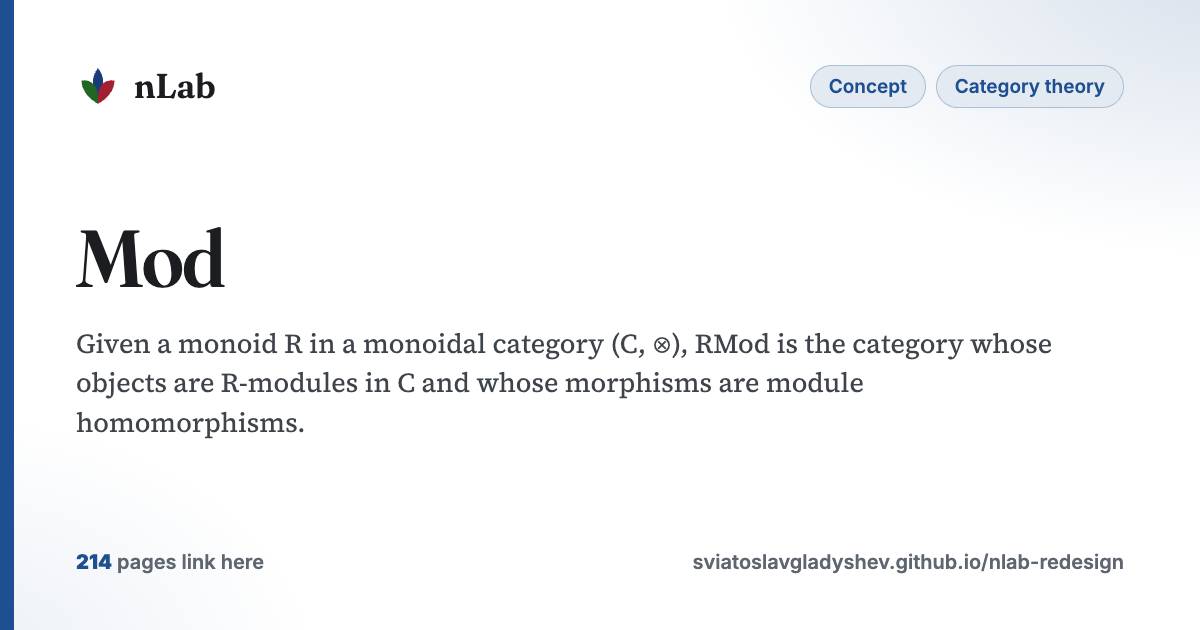 nLab
Concept
Category theory
Mod
Given a monoid R in a monoidal category (C, ⊗), RMod is the category whose
objects are R-modules in C and whose morphisms are module
homomorphisms.
214 pages link here
sviatoslavgladyshev.github.io/nlab-redesign